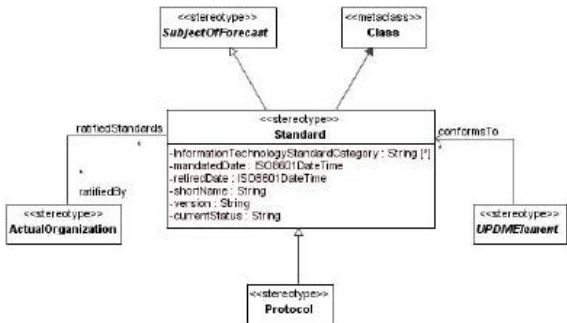 <<stereotype>>
SubjectOfForecast
<<metaclass>>
Class
ratifiedStandards
*
<<stereotype>>
Standard
-InformationTechnologyStandardCategory : String [*]
-mandatedDate : ISO8601DateTime
-retiredDate : ISO8601DateTime
-shortName : String
-version : String
-currentStatus : String
conformsTo
*
*
ratifiedBy
<<stereotype>>
ActualOrganization
<<stereotype>>
UPDMElement
<<stereotype>>
Protocol